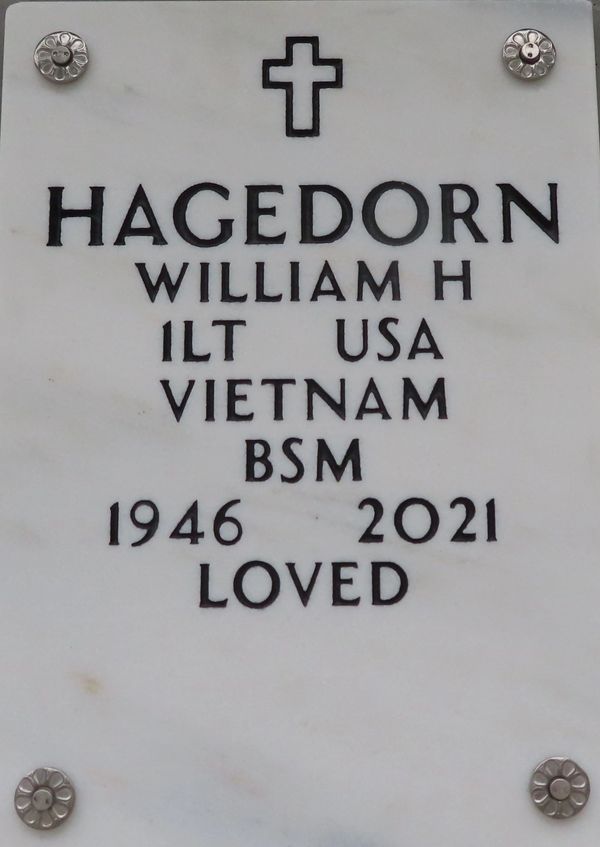 HAGEDORN
WILLIAM H
1LT USA
VIETNAM
BSM
1946 2021
LOVED